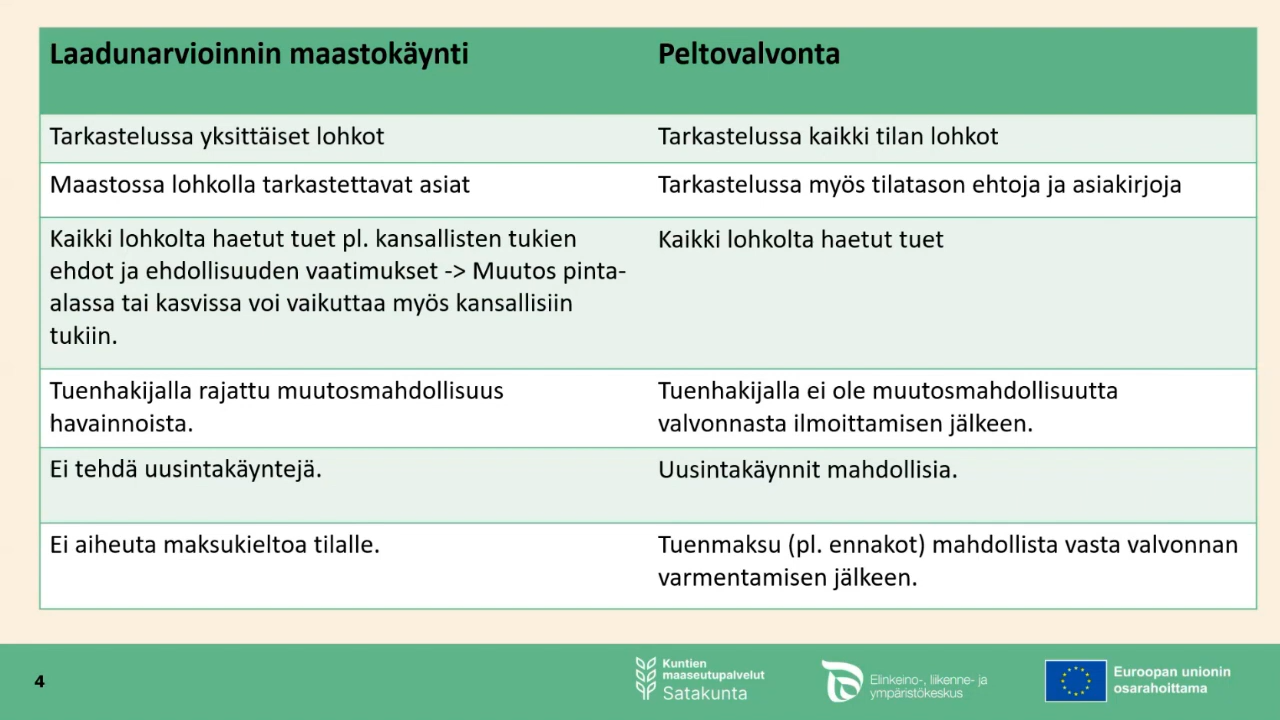 Laadunarvioinnin maastokäynti
Peltovalvonta
Tarkastelussa yksittäiset lohkot
Tarkastelussa kaikki tilan lohkot
Maastossa lohkolla tarkastettavat asiat
Tarkastelussa myös tilatason ehtoja ja asiakirjoja
Kaikki lohkolta haetut tuet pl. kansallisten tukien
ehdot ja ehdollisuuden vaatimukset -> Muutos pinta-
alassa tai kasvissa voi vaikuttaa myös kansallisiin
tukiin.
Kaikki lohkolta haetut tuet
Tuenhakijalla rajattu muutosmahdollisuus
havainnoista.
Tuenhakijalla ei ole muutosmahdollisuutta
valvonnasta ilmoittamisen jälkeen.
Ei tehdä uusintakäyntejä.
Uusintakäynnit mahdollisia.
Ei aiheuta maksukieltoa tilalle.
Tuenmaksu (pl. ennakot) mahdollista vasta valvonnan
varmentamisen jälkeen.
4
Kuntien
maaseutupalvelut
Satakunta
Elinkeino-, liikenne- ja
ympäristökeskus
Euroopan unionin
osarahoittama